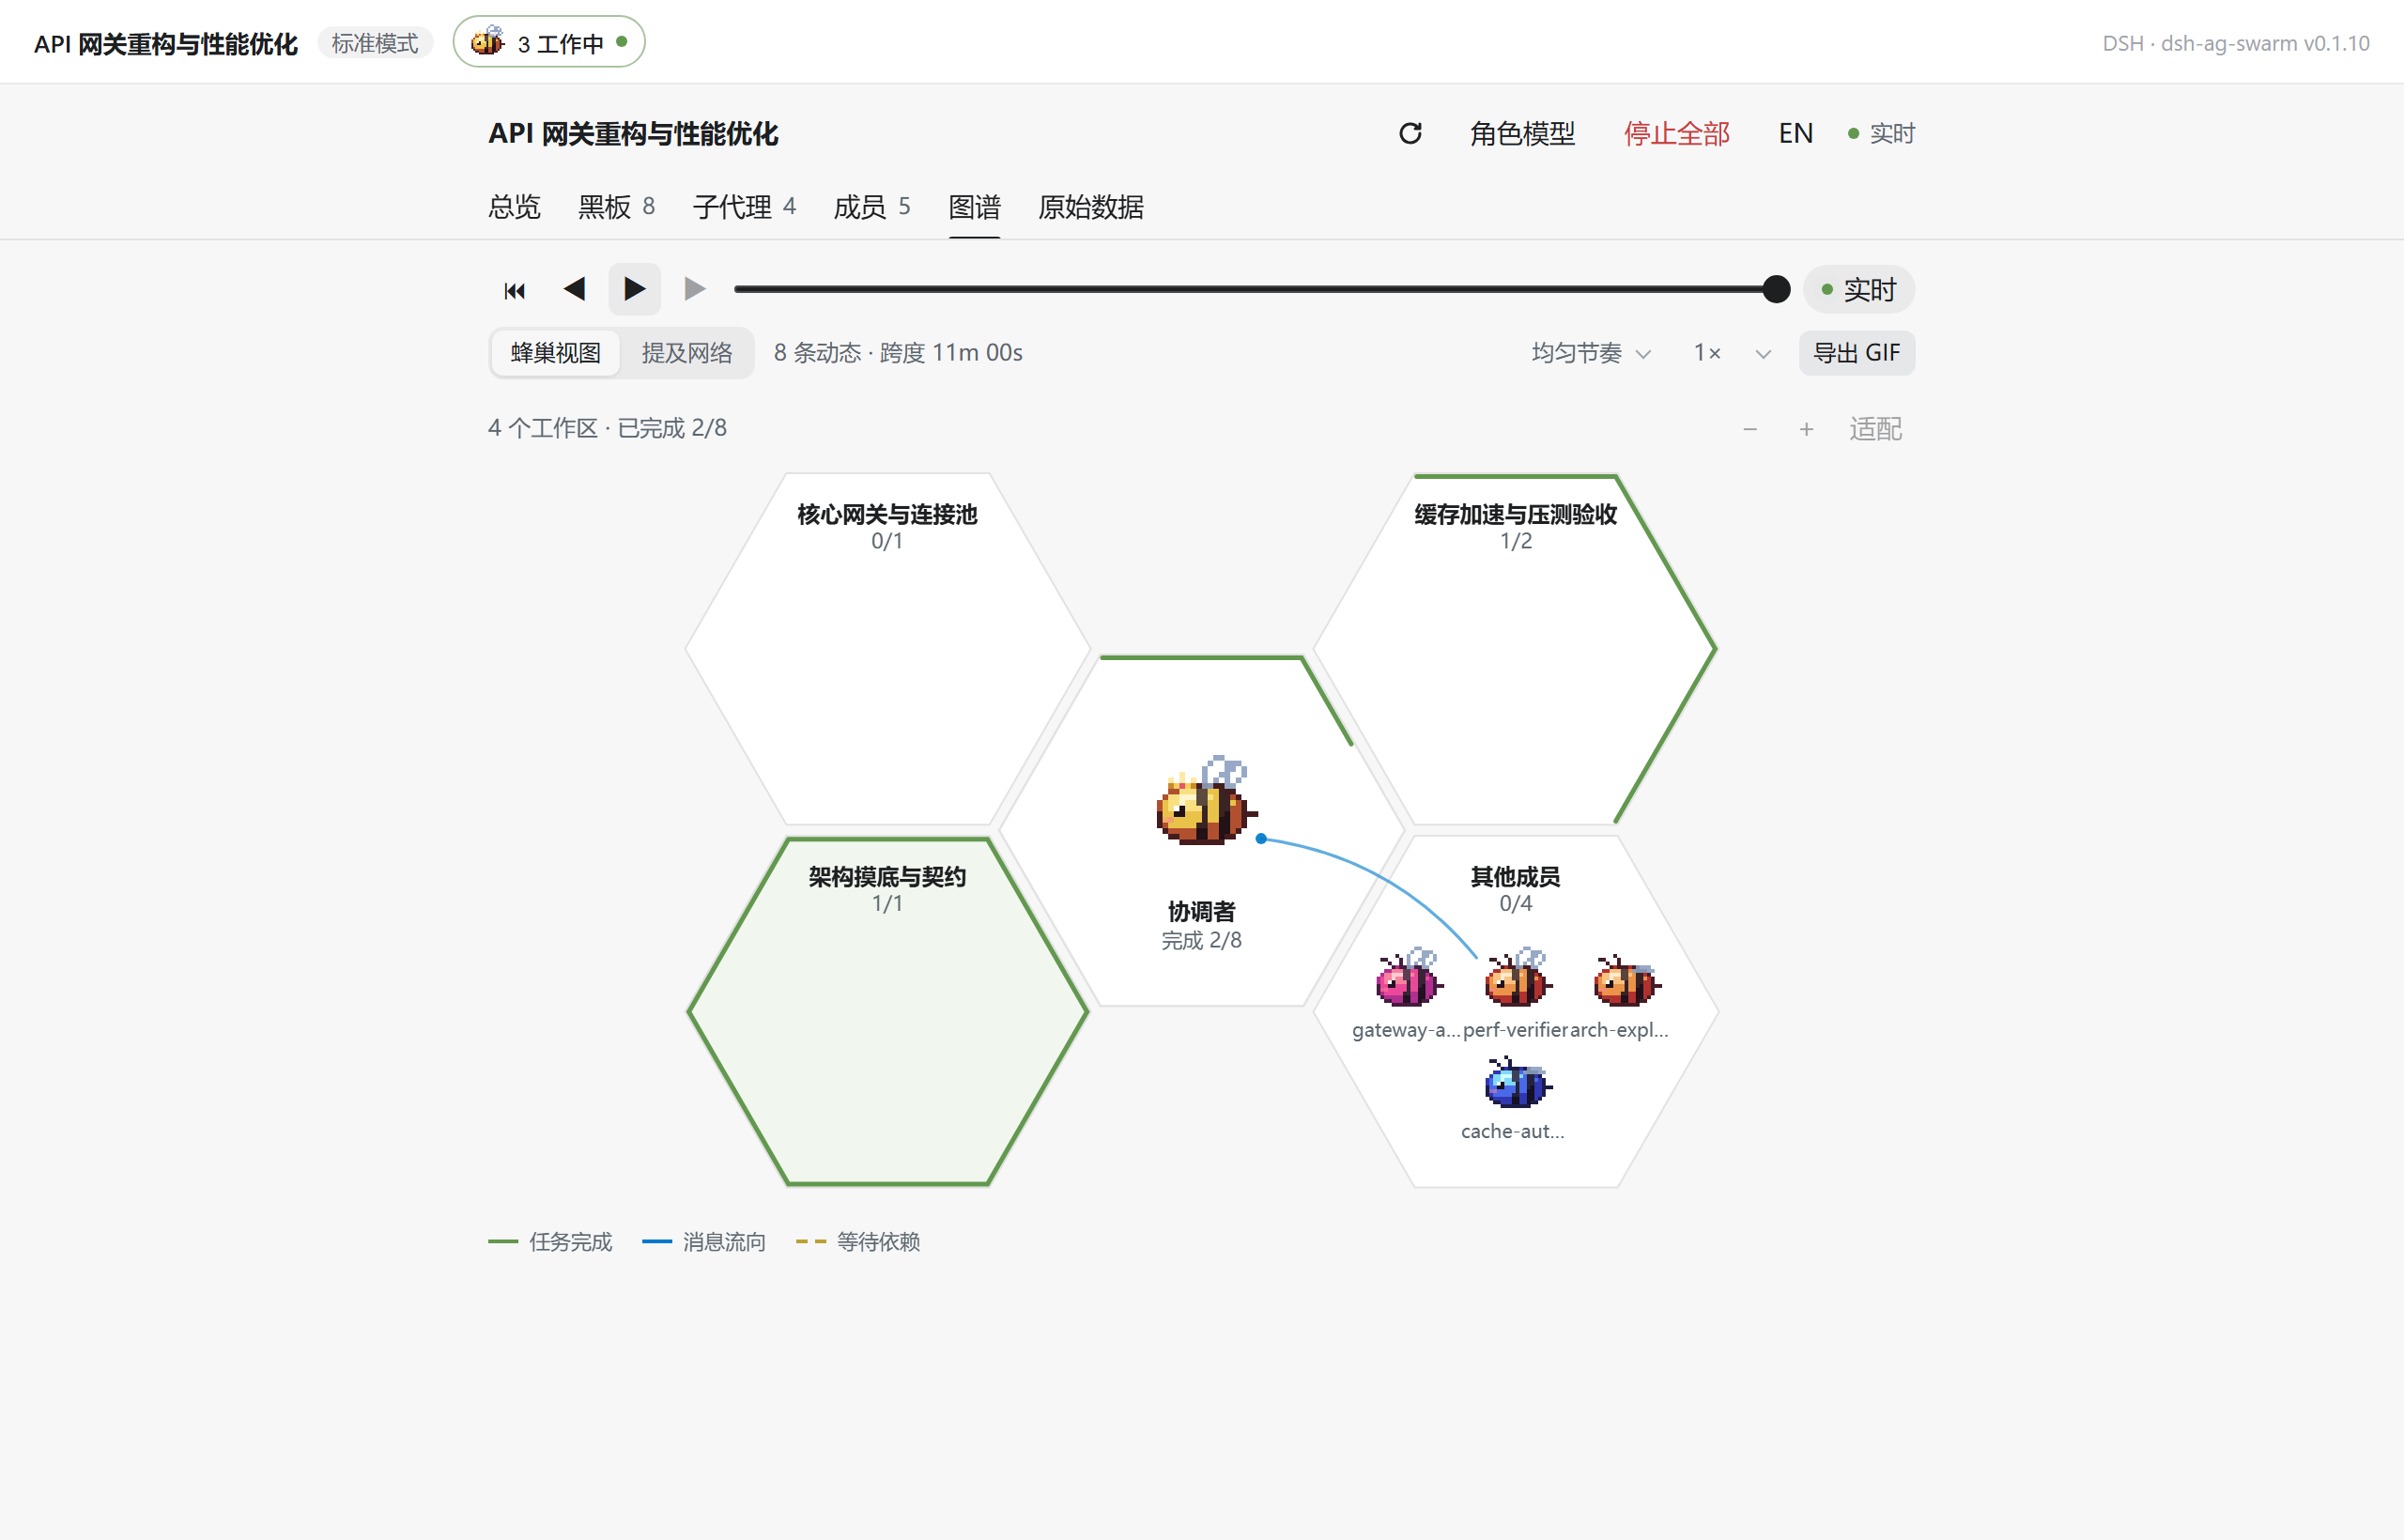 API 网关重构与性能优化 标准模式 3 工作中 DSH · dsh-ag-swarm v0.1.10
API 网关重构与性能优化 角色模型 停止全部 EN 实时
总览 黑板 8 子代理 4 成员 5 图谱 原始数据
实时
蜂巢视图 提及网络 8 条动态 · 跨度 11m 00s 均匀节奏 1× 导出 GIF
4 个工作区 · 已完成 2/8 − + 适配
核心网关与连接池
0/1
缓存加速与压测验收
1/2
协调者
完成 2/8
架构摸底与契约
1/1
其他成员
0/4
gateway-a... perf-verifier arch-expl...
cache-aut...
任务完成 消息流向 等待依赖